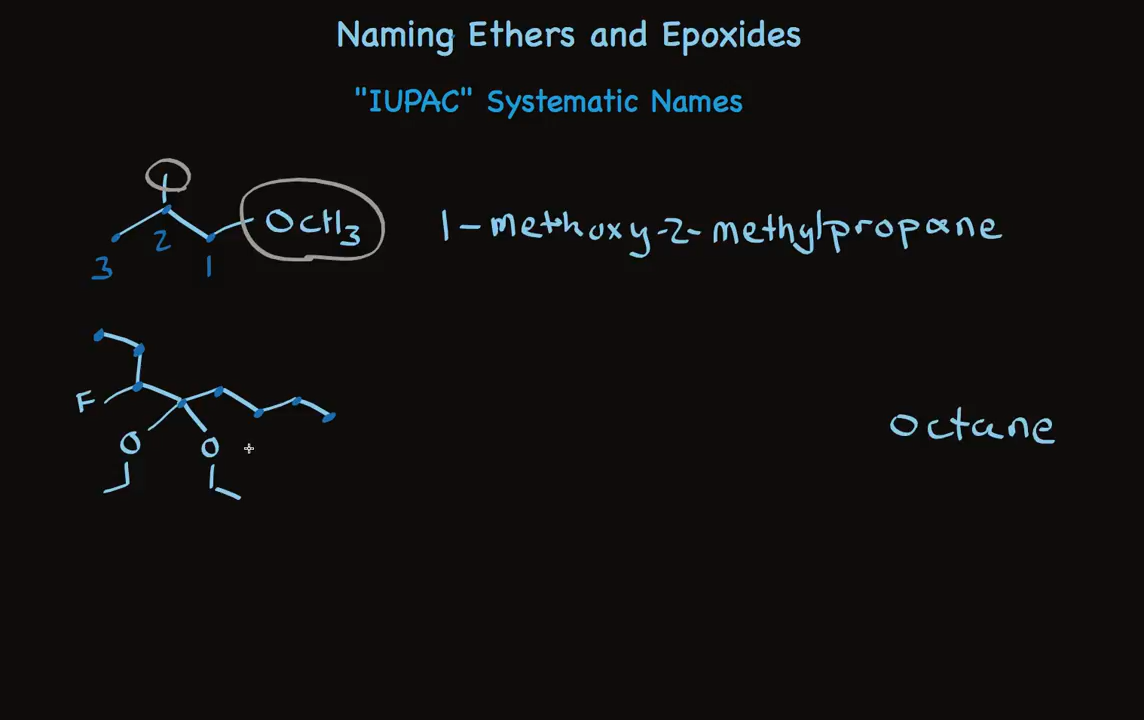 Naming Ethers and Epoxides
"IUPAC" Systematic Names
OCH3 1-methoxy-2-methylpropane
2
3 1
F
Octane
O O